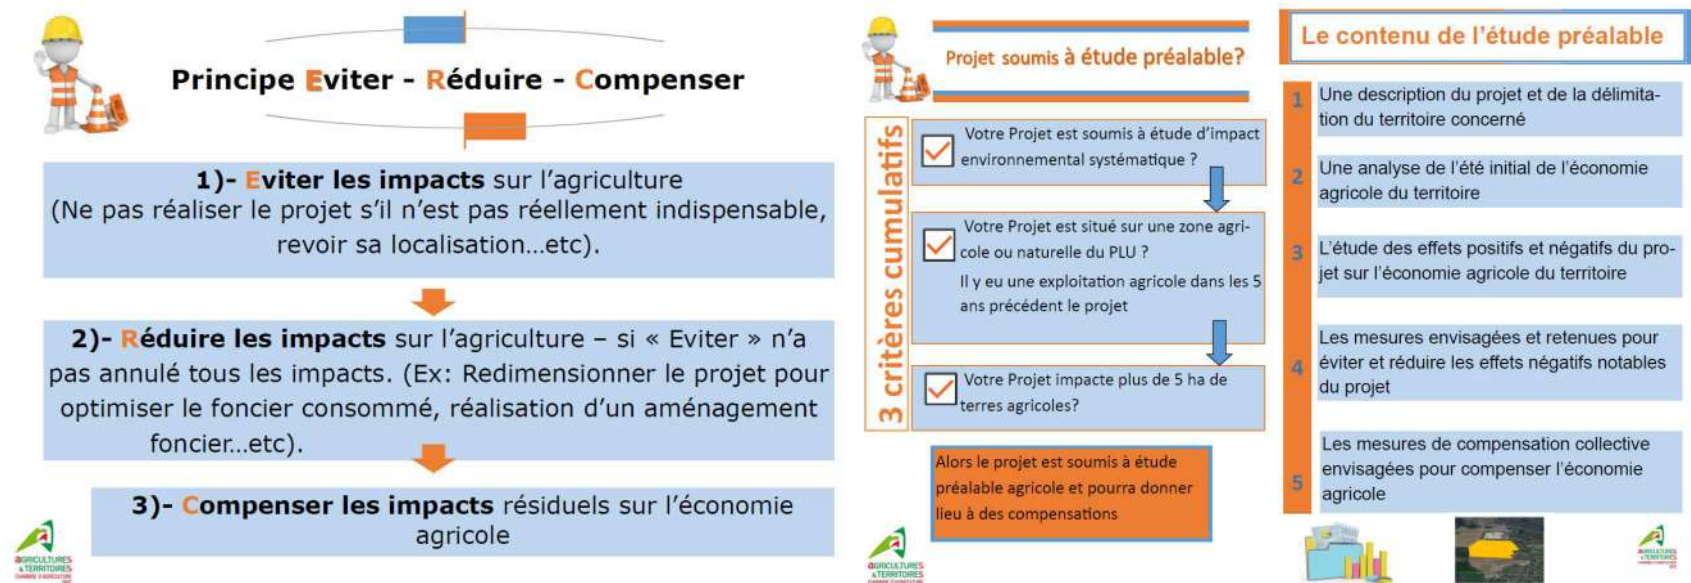 Principe Eviter - Réduire - Compenser
1)- Eviter les impacts sur l’agriculture
(Ne pas réaliser le projet s’il n’est pas réellement indispensable,
revoir sa localisation...etc).
2)- Réduire les impacts sur l’agriculture – si « Eviter » n’a
pas annulé tous les impacts. (Ex: Redimensionner le projet pour
optimiser le foncier consommé, réalisation d’un aménagement
foncier...etc).
3)- Compenser les impacts résiduels sur l’économie
agricole
AGRICULTURES
& TERRITOIRES
CHAMBRE D'AGRICULTURE
Projet soumis à étude préalable?
3 critères cumulatifs
Votre Projet est soumis à étude d’impact
environnemental systématique ?
Votre Projet est situé sur une zone agri-
cole ou naturelle du PLU ?
Il y eu une exploitation agricole dans les 5
ans précédent le projet
Votre Projet impacte plus de 5 ha de
terres agricoles?
Alors le projet est soumis à étude
préalable agricole et pourra donner
lieu à des compensations
AGRICULTURES
& TERRITOIRES
CHAMBRE D'AGRICULTURE
Le contenu de l’étude préalable
1 Une description du projet et de la délimita-
tion du territoire concerné
2 Une analyse de l’été initial de l’économie
agricole du territoire
3 L’étude des effets positifs et négatifs du pro-
jet sur l’économie agricole du territoire
4 Les mesures envisagées et retenues pour
éviter et réduire les effets négatifs notables
du projet
5 Les mesures de compensation collective
envisagées pour compenser l’économie
agricole
AGRICULTURES
& TERRITOIRES
CHAMBRE D'AGRICULTURE